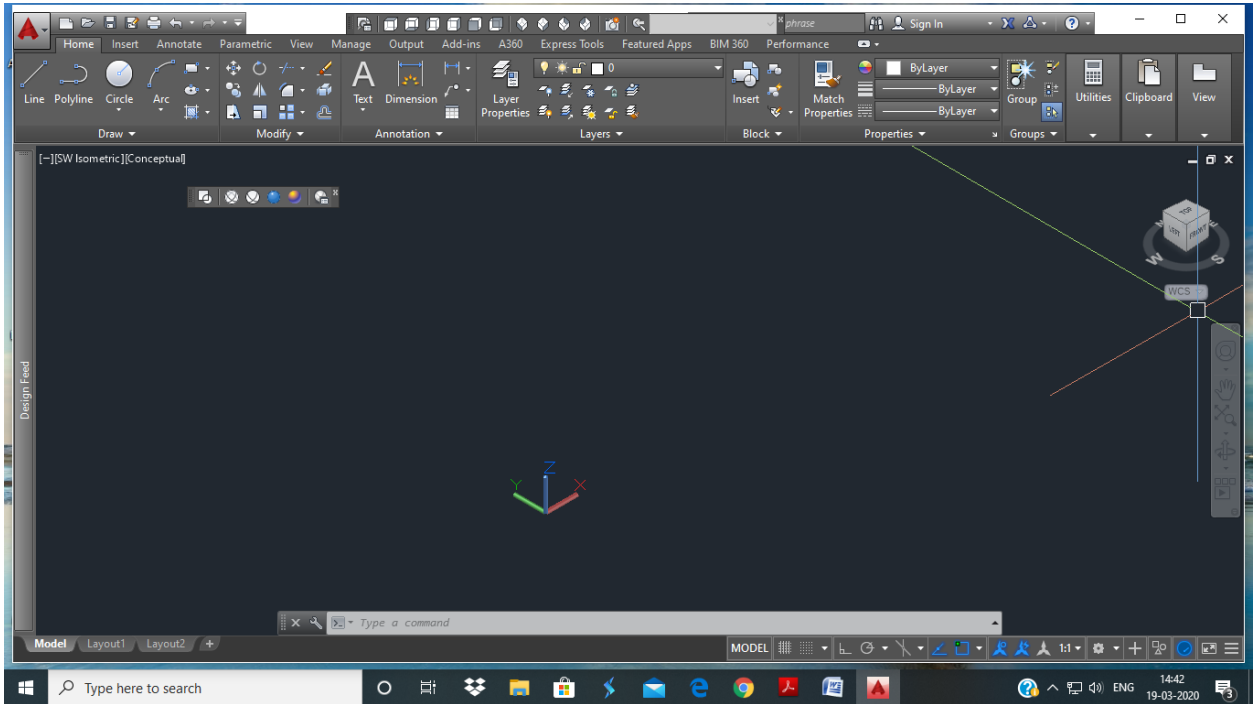 phrase Sign In
Home Insert Annotate Parametric View Manage Output Add-ins A360 Express Tools Featured Apps BIM 360 Performance
0 ByLayer
Line Polyline Circle Arc Text Dimension Layer Properties Insert Match Properties ByLayer Group Utilities Clipboard View
ByLayer
Draw Modify Annotation Layers Block Properties Groups
[−][SW Isometric][Conceptual]
TOP
LEFT FRONT
W S
WCS
Design Feed
Z
Y X
Type a command
Model Layout1 Layout2 + MODEL 1:1
Type here to search ENG 14:42
19-03-2020
3